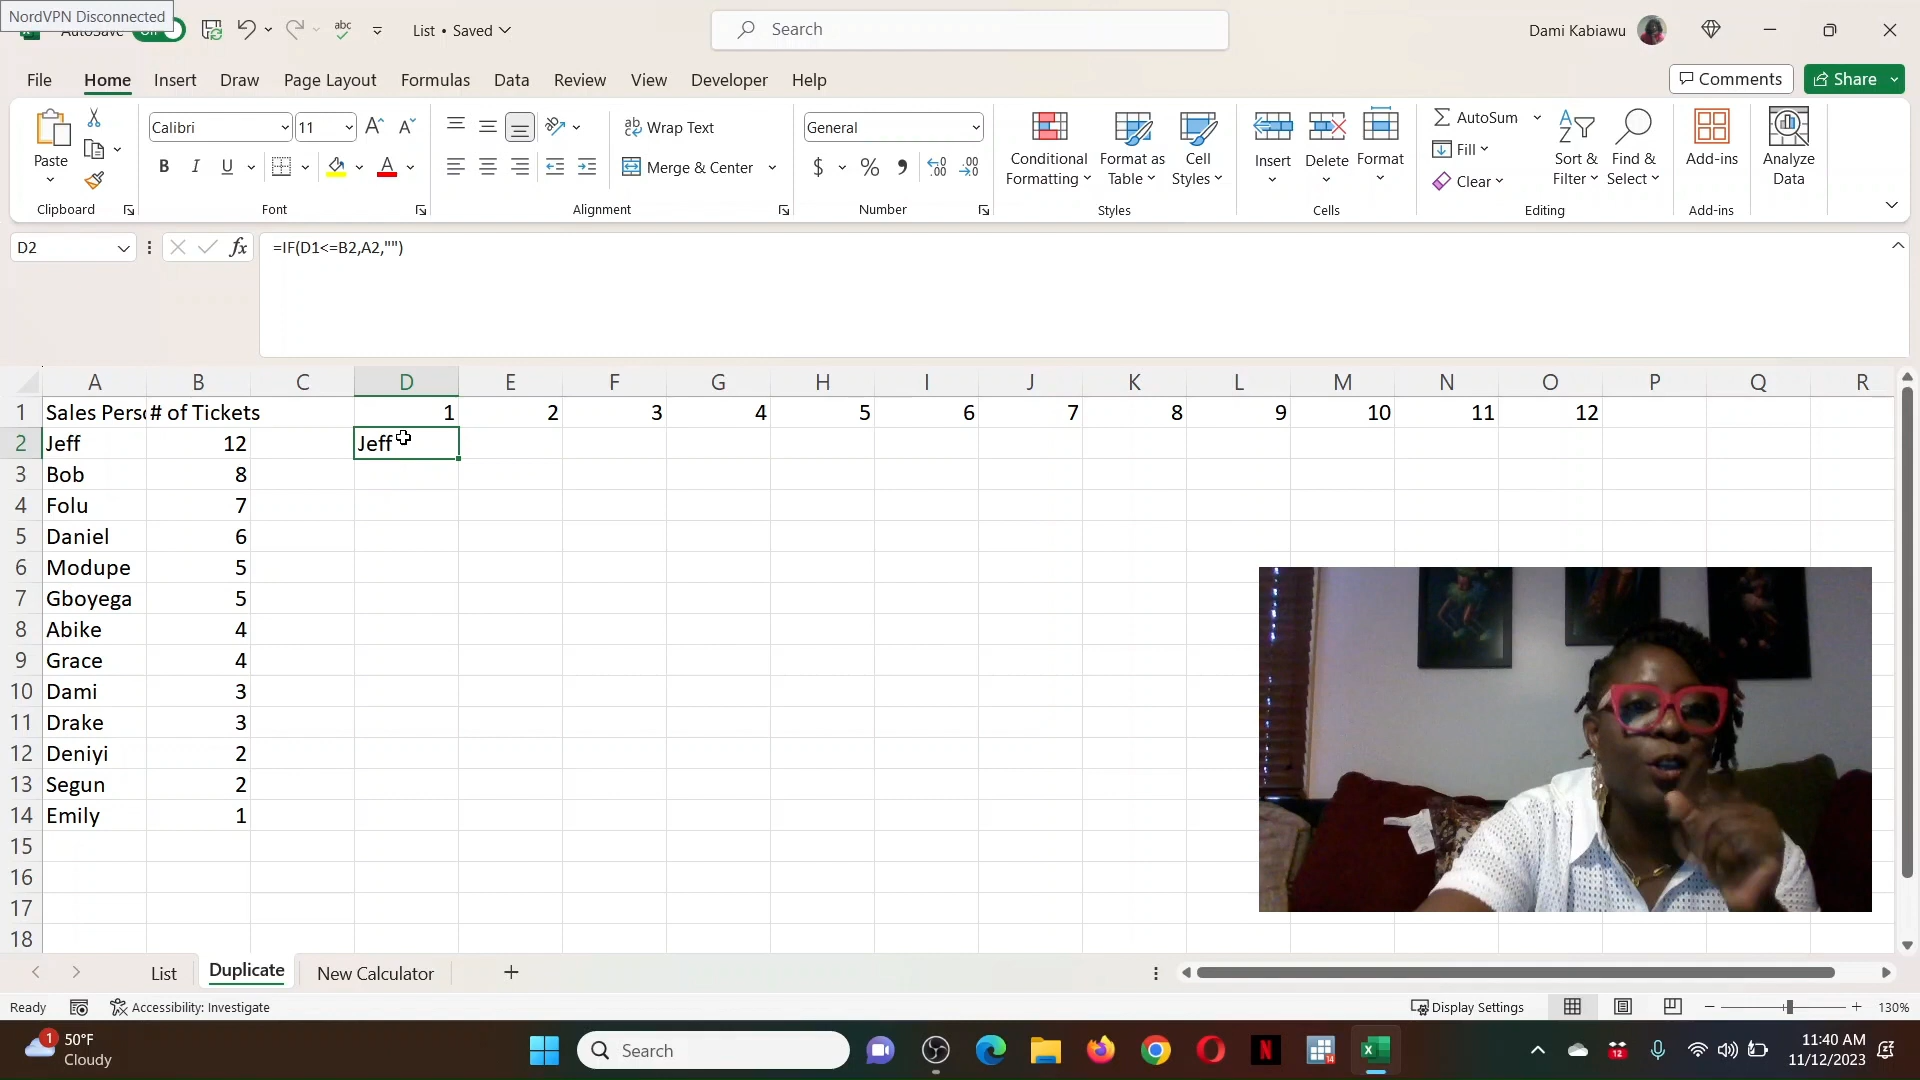 NordVPN Disconnected
AutoSave
List • Saved
Search
Dami Kabiawu
File Home Insert Draw Page Layout Formulas Data Review View Developer Help
Comments Share
Paste
Clipboard
Calibri 11
B I U
Font
Wrap Text
Merge & Center
Alignment
General
$ % ,
Number
Conditional Formatting
Format as Table
Cell Styles
Styles
Insert Delete Format
Cells
AutoSum
Fill
Clear
Sort & Filter
Find & Select
Editing
Add-ins
Add-ins
Analyze Data
D2 fx =IF(D1<=B2,A2,"")
A B C D E F G H I J K L M N O P Q R
1 Sales Perso # of Tickets 1 2 3 4 5 6 7 8 9 10 11 12
2 Jeff 12 Jeff
3 Bob 8
4 Folu 7
5 Daniel 6
6 Modupe 5
7 Gboyega 5
8 Abike 4
9 Grace 4
10 Dami 3
11 Drake 3
12 Deniyi 2
13 Segun 2
14 Emily 1
15
16
17
18
List Duplicate New Calculator
Ready Accessibility: Investigate Display Settings 130%
1 50°F
Cloudy
Search
14
12
11:40 AM
11/12/2023